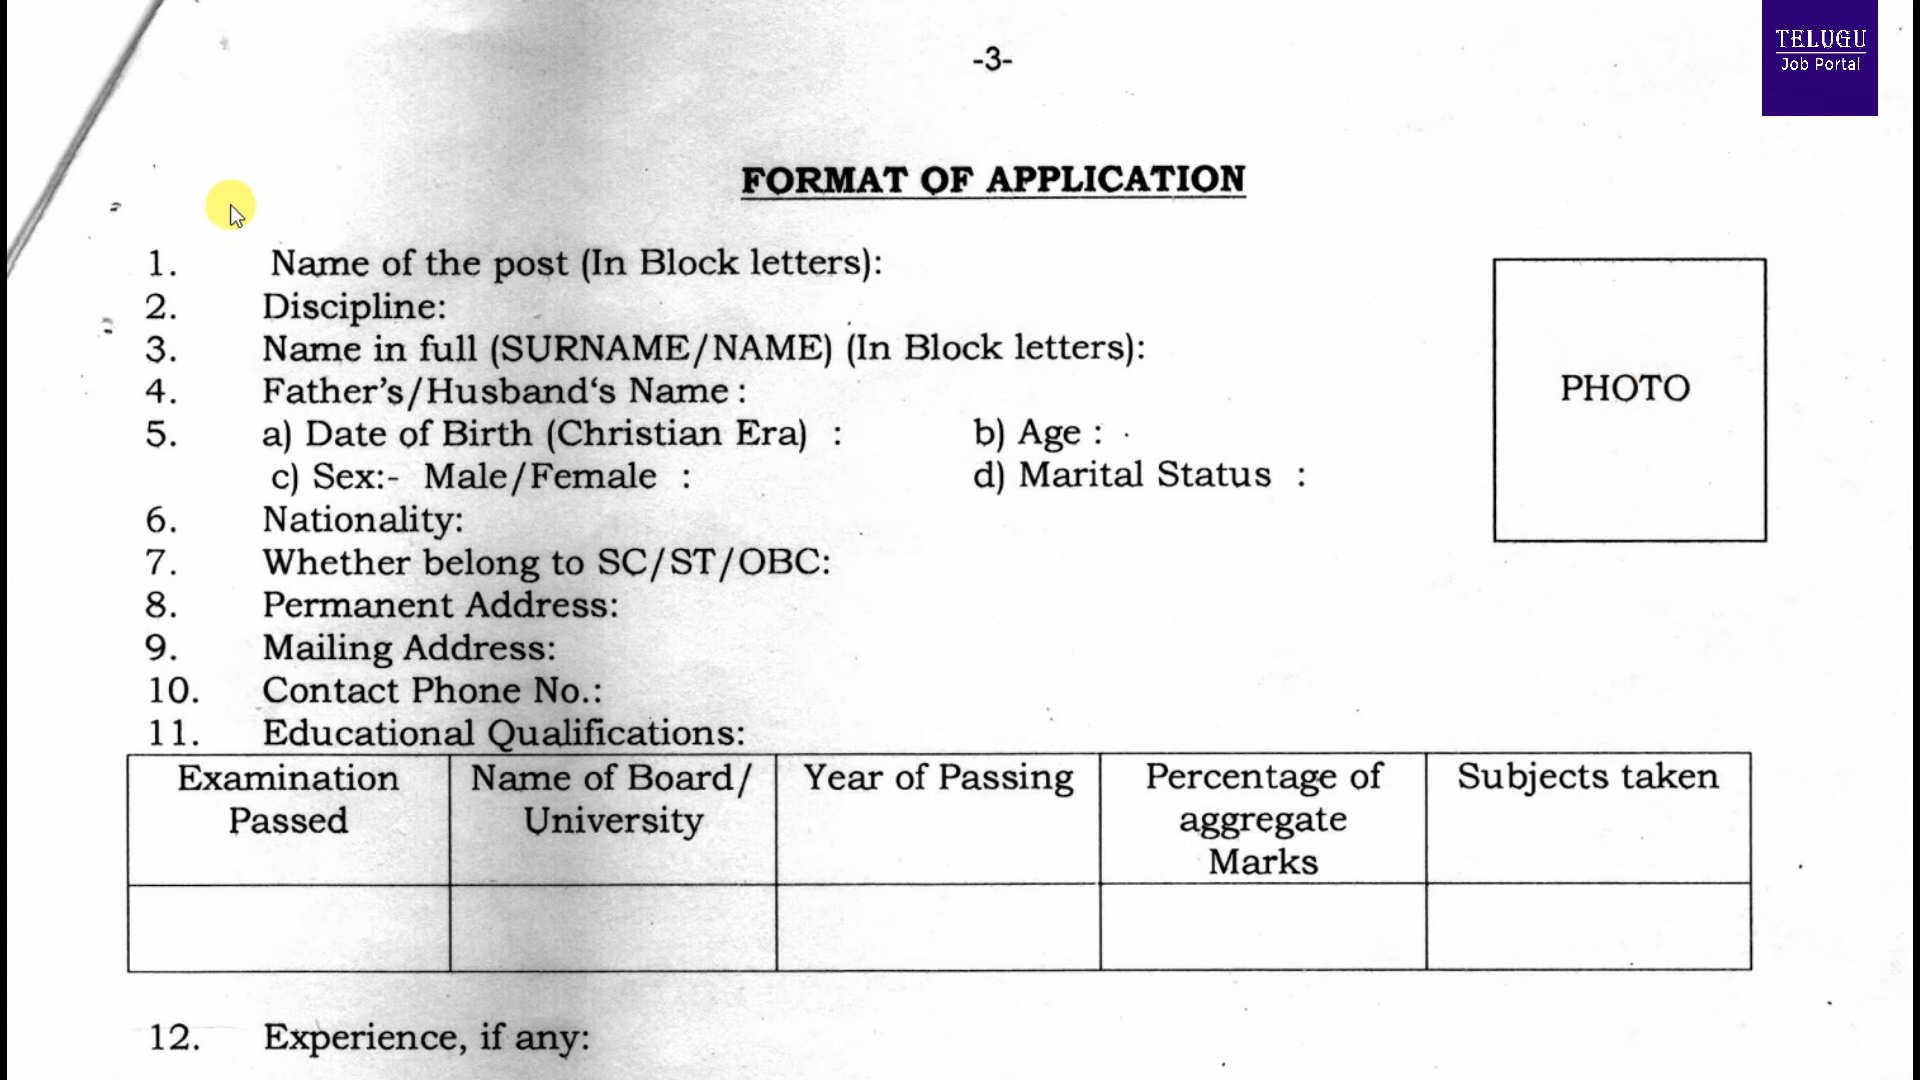 TELUGU
Job Portal
-3-
FORMAT OF APPLICATION
1. Name of the post (In Block letters):
2. Discipline:
3. Name in full (SURNAME/NAME) (In Block letters):
4. Father's/Husband‘s Name :
5. a) Date of Birth (Christian Era) : b) Age :
c) Sex:- Male/Female : d) Marital Status :
PHOTO
6. Nationality:
7. Whether belong to SC/ST/OBC:
8. Permanent Address:
9. Mailing Address:
10. Contact Phone No.:
11. Educational Qualifications:
Examination Passed
Name of Board/ University
Year of Passing
Percentage of aggregate Marks
Subjects taken
12. Experience, if any: